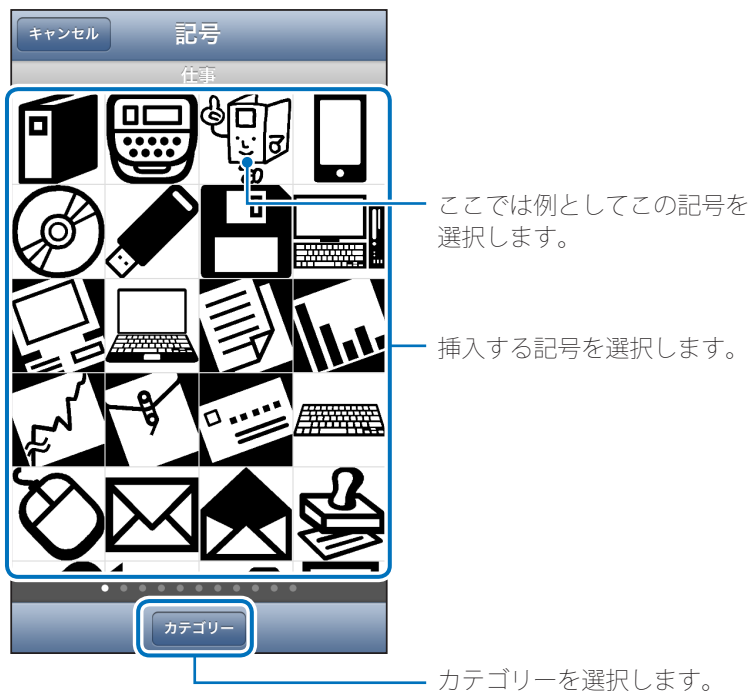 キャンセル
記号
仕事
ここでは例としてこの記号を
選択します。
挿入する記号を選択します。
カテゴリー
カテゴリーを選択します。